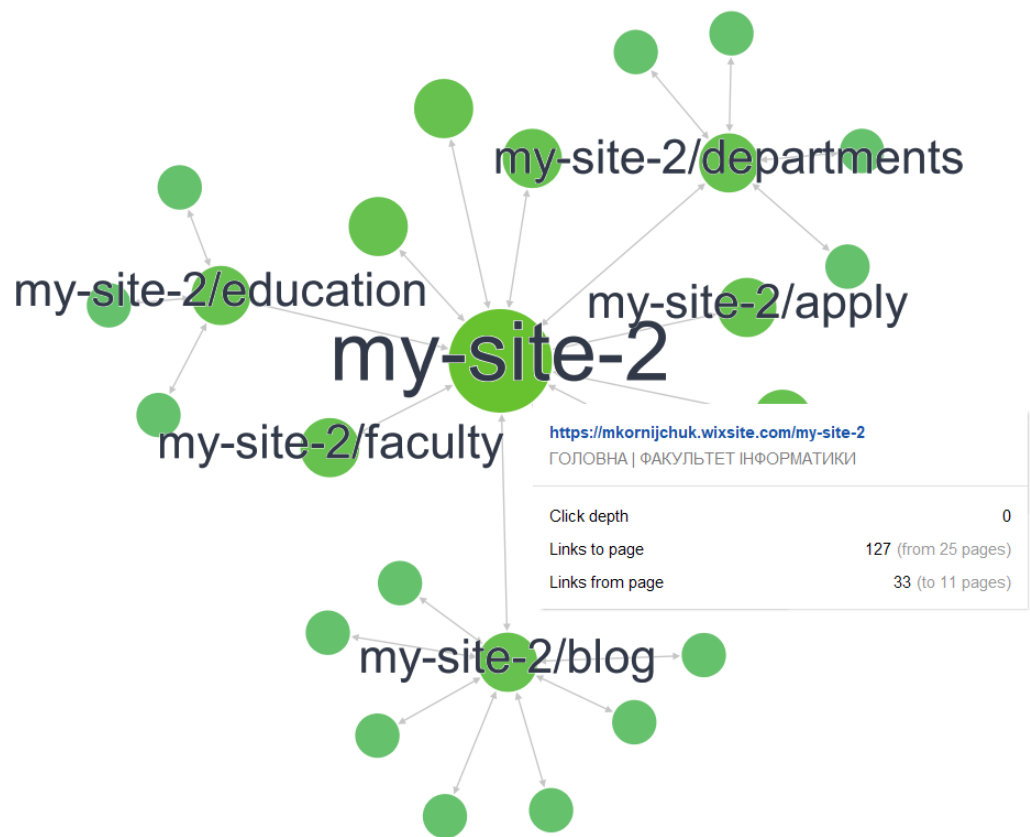 my-site-2/departments
my-site-2/education
my-site-2/apply
my-site-2
my-site-2/faculty
https://mkornijchuk.wixsite.com/my-site-2
ГОЛОВНА | ФАКУЛЬТЕТ ІНФОРМАТИКИ
Click depth 0
Links to page 127 (from 25 pages)
Links from page 33 (to 11 pages)
my-site-2/blog